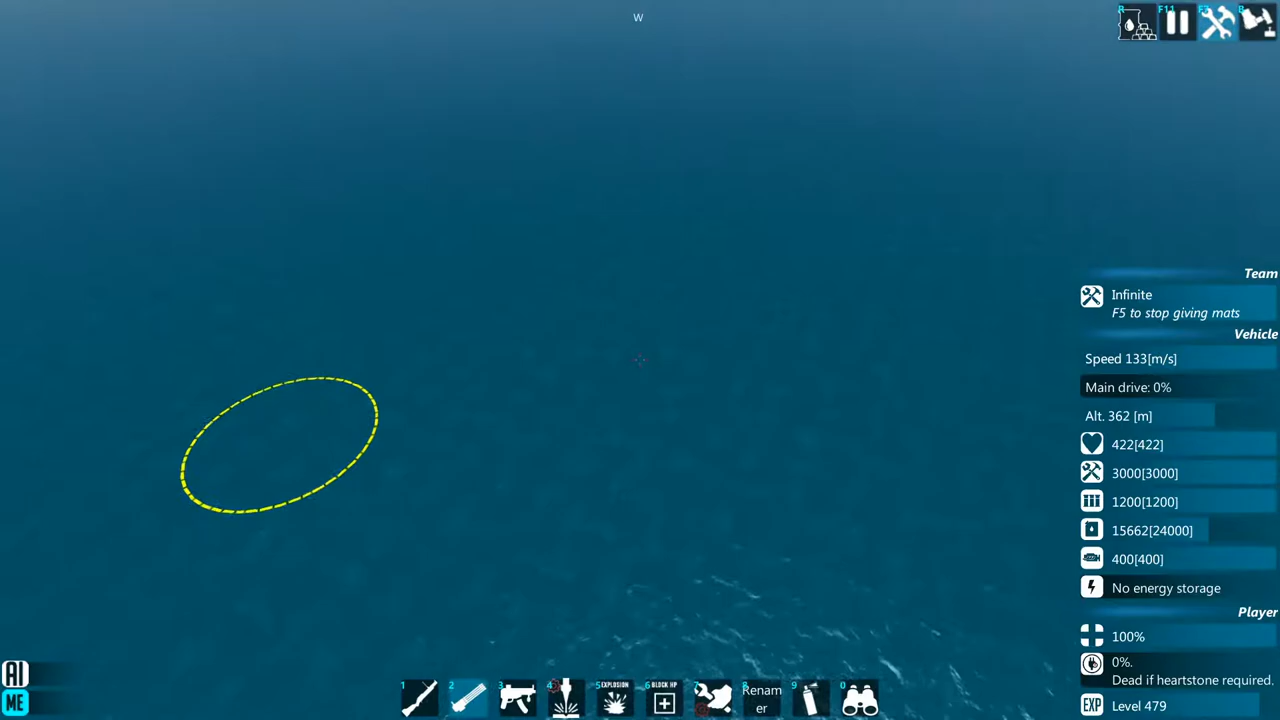 W
R
F11
F7
B
Team
Infinite
F5 to stop giving mats
Vehicle
Speed 133[m/s]
Main drive: 0%
Alt. 362 [m]
422[422]
3000[3000]
1200[1200]
15662[24000]
400[400]
No energy storage
Player
100%
0%.
Dead if heartstone required.
EXP Level 479
AI
ME
1
2
3
4
5 EXPLOSION
6 BLOCK HP
7
8
Renam
er
9
0